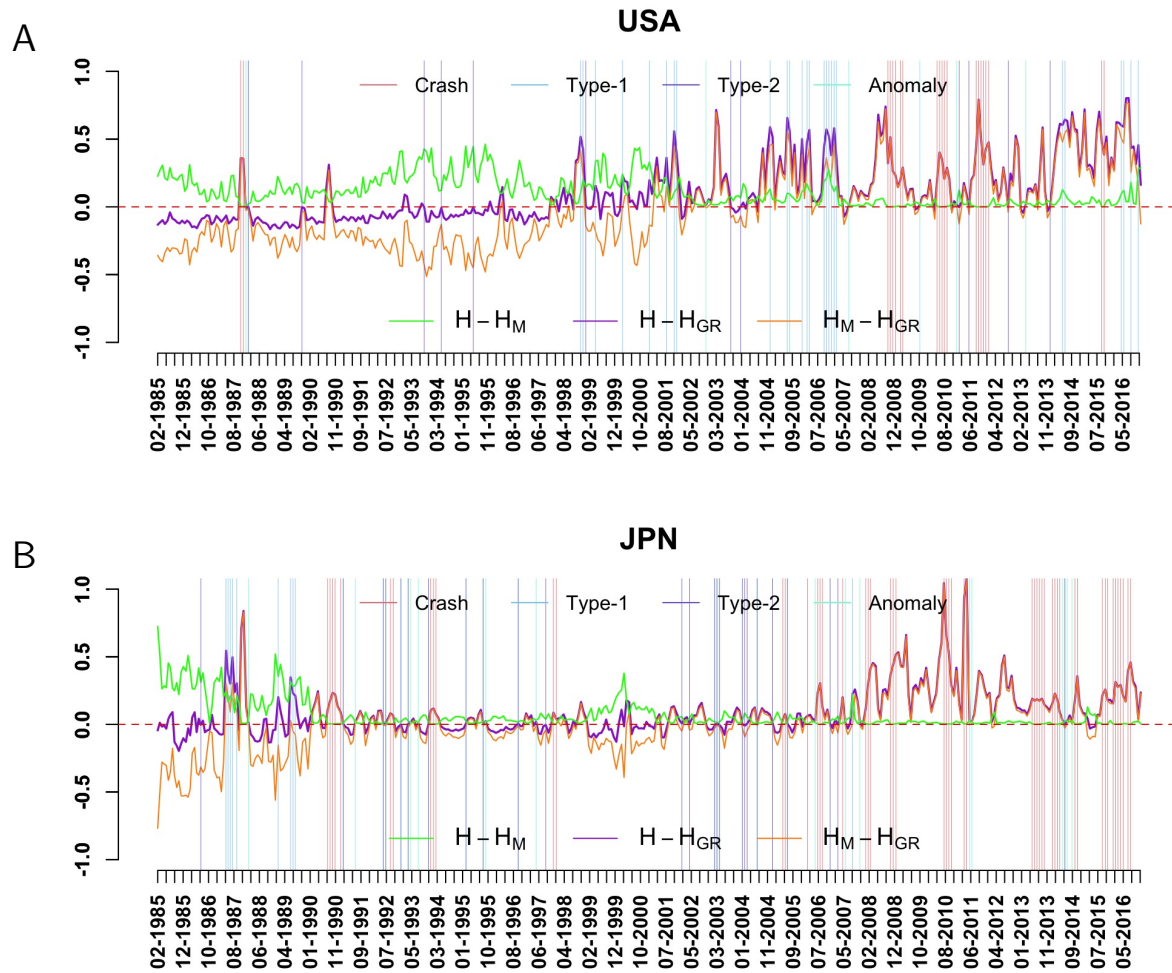 A
USA
Crash Type-1 Type-2 Anomaly
1.0
0.5
0.0
-0.5
-1.0
H – H_M H – H_GR H_M – H_GR
02-1985 12-1985 10-1986 08-1987 06-1988 04-1989 02-1990 11-1990 09-1991 07-1992 05-1993 03-1994 01-1995 11-1995 08-1996 06-1997 04-1998 02-1999 12-1999 10-2000 08-2001 05-2002 03-2003 01-2004 11-2004 09-2005 07-2006 05-2007 02-2008 12-2008 10-2009 08-2010 06-2011 04-2012 02-2013 11-2013 09-2014 07-2015 05-2016
B
JPN
Crash Type-1 Type-2 Anomaly
1.0
0.5
0.0
-0.5
-1.0
H – H_M H – H_GR H_M – H_GR
02-1985 12-1985 10-1986 08-1987 06-1988 04-1989 01-1990 11-1990 09-1991 07-1992 05-1993 03-1994 01-1995 10-1995 08-1996 06-1997 04-1998 02-1999 12-1999 10-2000 07-2001 05-2002 03-2003 01-2004 11-2004 09-2005 07-2006 05-2007 02-2008 12-2008 10-2009 08-2010 06-2011 04-2012 01-2013 11-2013 09-2014 07-2015 05-2016